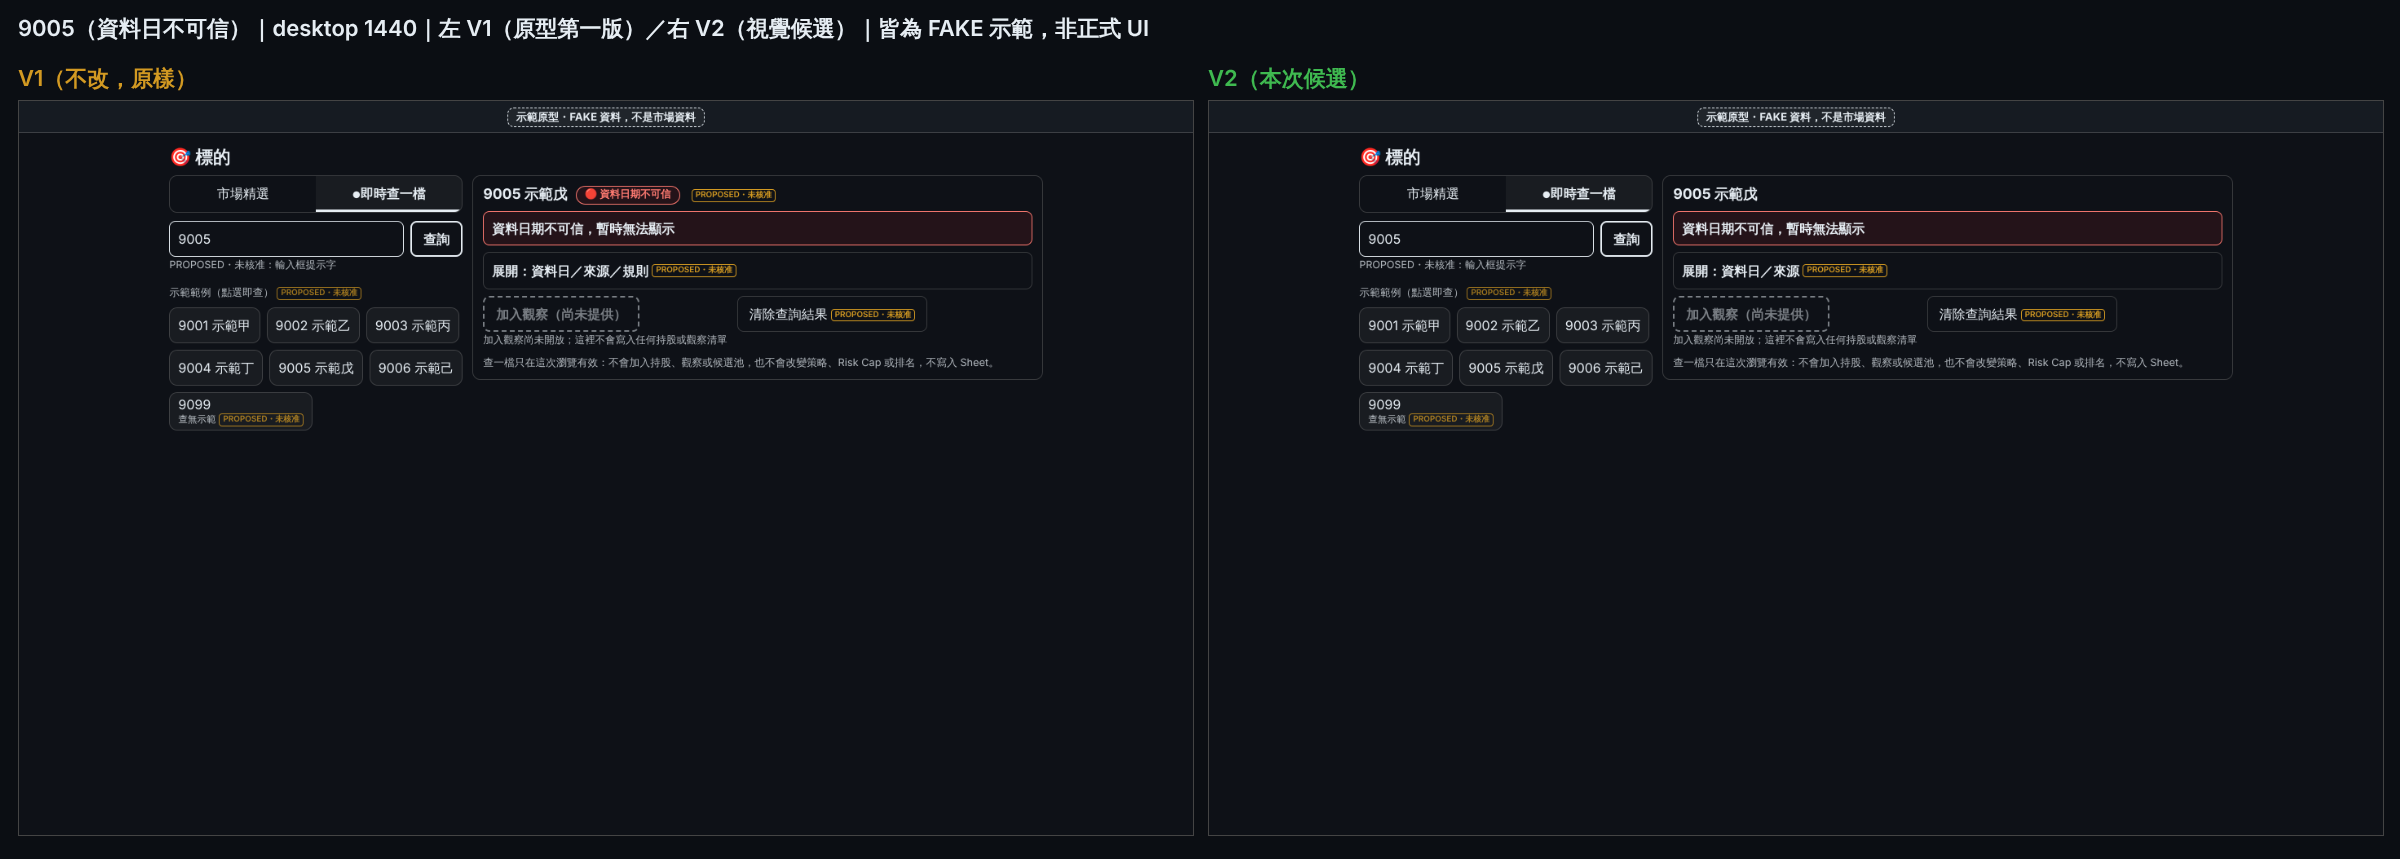 9005（資料日不可信）｜desktop 1440｜左 V1（原型第一版）／右 V2（視覺候選）｜皆為 FAKE 示範，非正式 UI
V1（不改，原樣）
示範原型・FAKE 資料，不是市場資料
🎯 標的
市場精選
●即時查一檔
9005
查詢
PROPOSED・未核准：輸入框提示字
示範範例（點選即查） PROPOSED・未核准
9001 示範甲
9002 示範乙
9003 示範丙
9004 示範丁
9005 示範戊
9006 示範己
9099
查無示範 PROPOSED・未核准
9005 示範戊 🔴 資料日期不可信 PROPOSED・未核准
資料日期不可信，暫時無法顯示
展開：資料日／來源／規則 PROPOSED・未核准
加入觀察（尚未提供）
清除查詢結果 PROPOSED・未核准
加入觀察尚未開放；這裡不會寫入任何持股或觀察清單
查一檔只在這次瀏覽有效：不會加入持股、觀察或候選池，也不會改變策略、Risk Cap 或排名，不寫入 Sheet。
V2（本次候選）
示範原型・FAKE 資料，不是市場資料
🎯 標的
市場精選
●即時查一檔
9005
查詢
PROPOSED・未核准：輸入框提示字
示範範例（點選即查） PROPOSED・未核准
9001 示範甲
9002 示範乙
9003 示範丙
9004 示範丁
9005 示範戊
9006 示範己
9099
查無示範 PROPOSED・未核准
9005 示範戊
資料日期不可信，暫時無法顯示
展開：資料日／來源 PROPOSED・未核准
加入觀察（尚未提供）
清除查詢結果 PROPOSED・未核准
加入觀察尚未開放；這裡不會寫入任何持股或觀察清單
查一檔只在這次瀏覽有效：不會加入持股、觀察或候選池，也不會改變策略、Risk Cap 或排名，不寫入 Sheet。